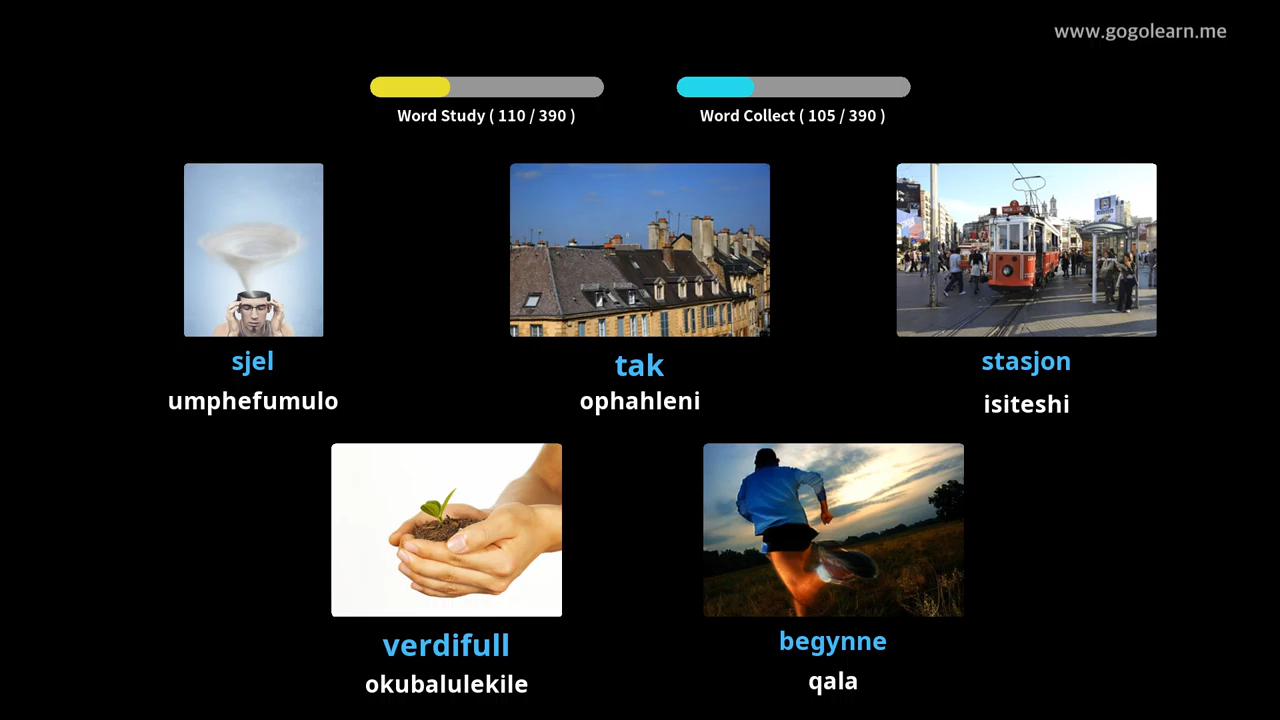 www.gogolearn.me
Word Study ( 110 / 390 )
Word Collect ( 105 / 390 )
sjel
umphefumulo
tak
ophahleni
stasjon
isiteshi
verdifull
okubalulekile
begynne
qala